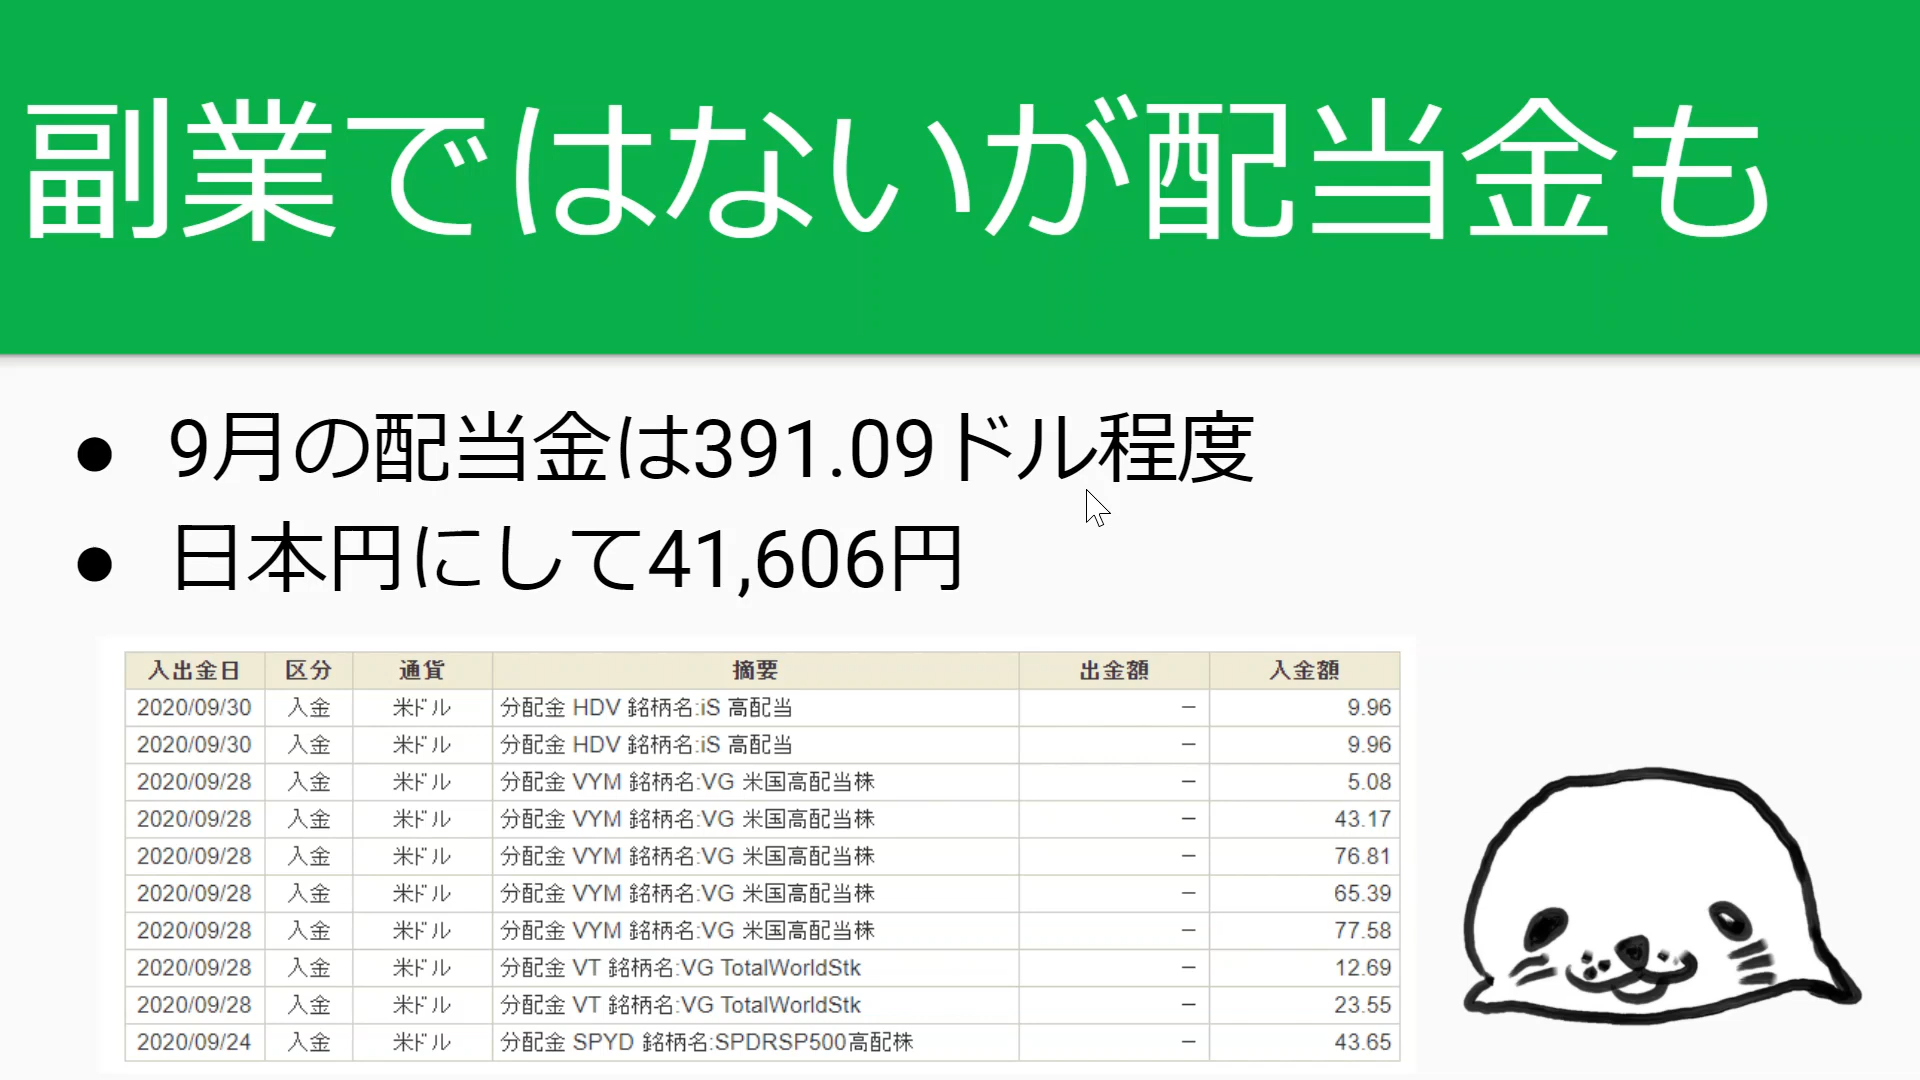 副業ではないが配当金も
● 9月の配当金は391.09ドル程度
● 日本円にして41,606円
入出金日 区分 通貨 摘要 出金額 入金額
2020/09/30 入金 米ドル 分配金 HDV 銘柄名:iS 高配当 − 9.96
2020/09/30 入金 米ドル 分配金 HDV 銘柄名:iS 高配当 − 9.96
2020/09/28 入金 米ドル 分配金 VYM 銘柄名:VG 米国高配当株 − 5.08
2020/09/28 入金 米ドル 分配金 VYM 銘柄名:VG 米国高配当株 − 43.17
2020/09/28 入金 米ドル 分配金 VYM 銘柄名:VG 米国高配当株 − 76.81
2020/09/28 入金 米ドル 分配金 VYM 銘柄名:VG 米国高配当株 − 65.39
2020/09/28 入金 米ドル 分配金 VYM 銘柄名:VG 米国高配当株 − 77.58
2020/09/28 入金 米ドル 分配金 VT 銘柄名:VG TotalWorldStk − 12.69
2020/09/28 入金 米ドル 分配金 VT 銘柄名:VG TotalWorldStk − 23.55
2020/09/24 入金 米ドル 分配金 SPYD 銘柄名:SPDRSP500高配株 − 43.65